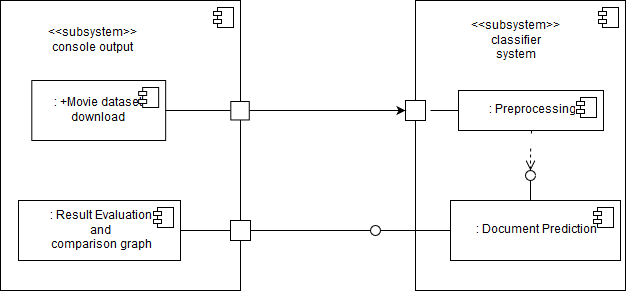 <<subsystem>>
console output
: +Movie datase
download
: Result Evaluation
and
comparison graph
<<subsystem>>
classifier
system
: Preprocessing
: Document Prediction